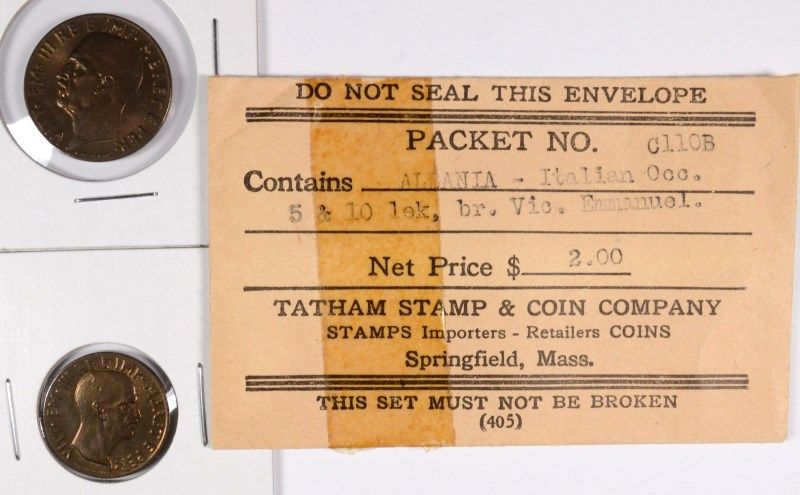 DO NOT SEAL THIS ENVELOPE
PACKET NO. C110B
Contains ALBANIA - Italian Occ.
5 & 10 lek, br. Vic. Emmanuel.
Net Price $ 2.00
TATHAM STAMP & COIN COMPANY
STAMPS Importers - Retailers COINS
Springfield, Mass.
THIS SET MUST NOT BE BROKEN
(405)